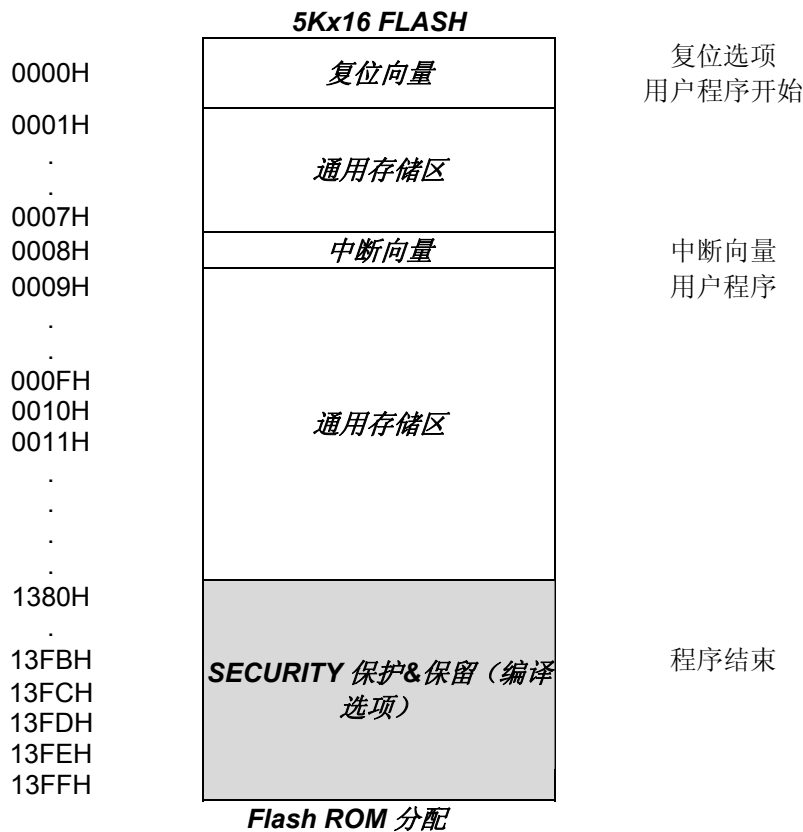 5Kx16 FLASH
0000H 复位向量 复位选项
用户程序开始
0001H
.
.
通用存储区
0007H
0008H 中断向量 中断向量
0009H 用户程序
.
.
000FH
0010H 通用存储区
0011H
.
.
.
.
1380H
.
13FBH SECURITY 保护&保留（编译 程序结束
13FCH 选项）
13FDH
13FEH
13FFH
Flash ROM 分配